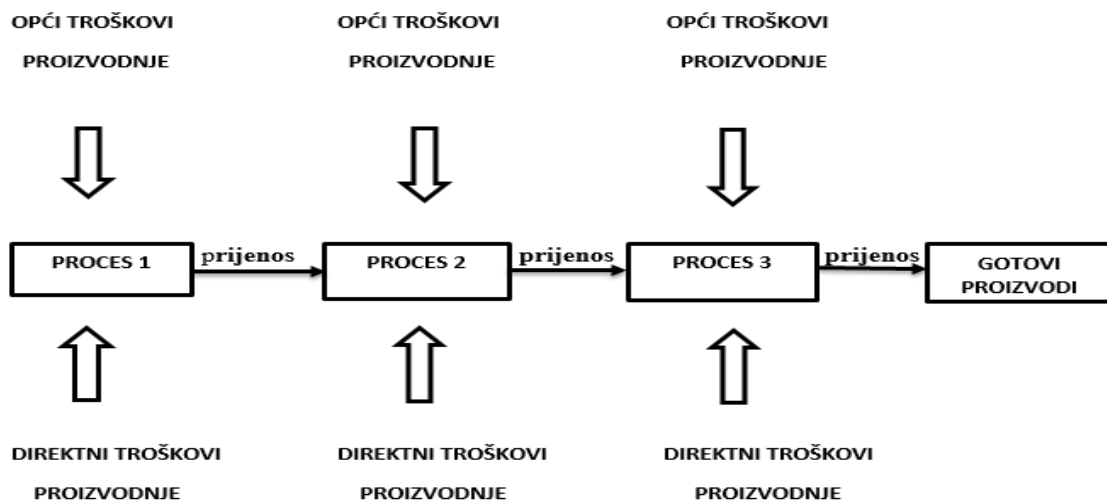 OPĆI TROŠKOVI
PROIZVODNJE
OPĆI TROŠKOVI
PROIZVODNJE
OPĆI TROŠKOVI
PROIZVODNJE
PROCES 1
prijenos
PROCES 2
prijenos
PROCES 3
prijenos
GOTOVI
PROIZVODI
DIREKTNI TROŠKOVI
PROIZVODNJE
DIREKTNI TROŠKOVI
PROIZVODNJE
DIREKTNI TROŠKOVI
PROIZVODNJE